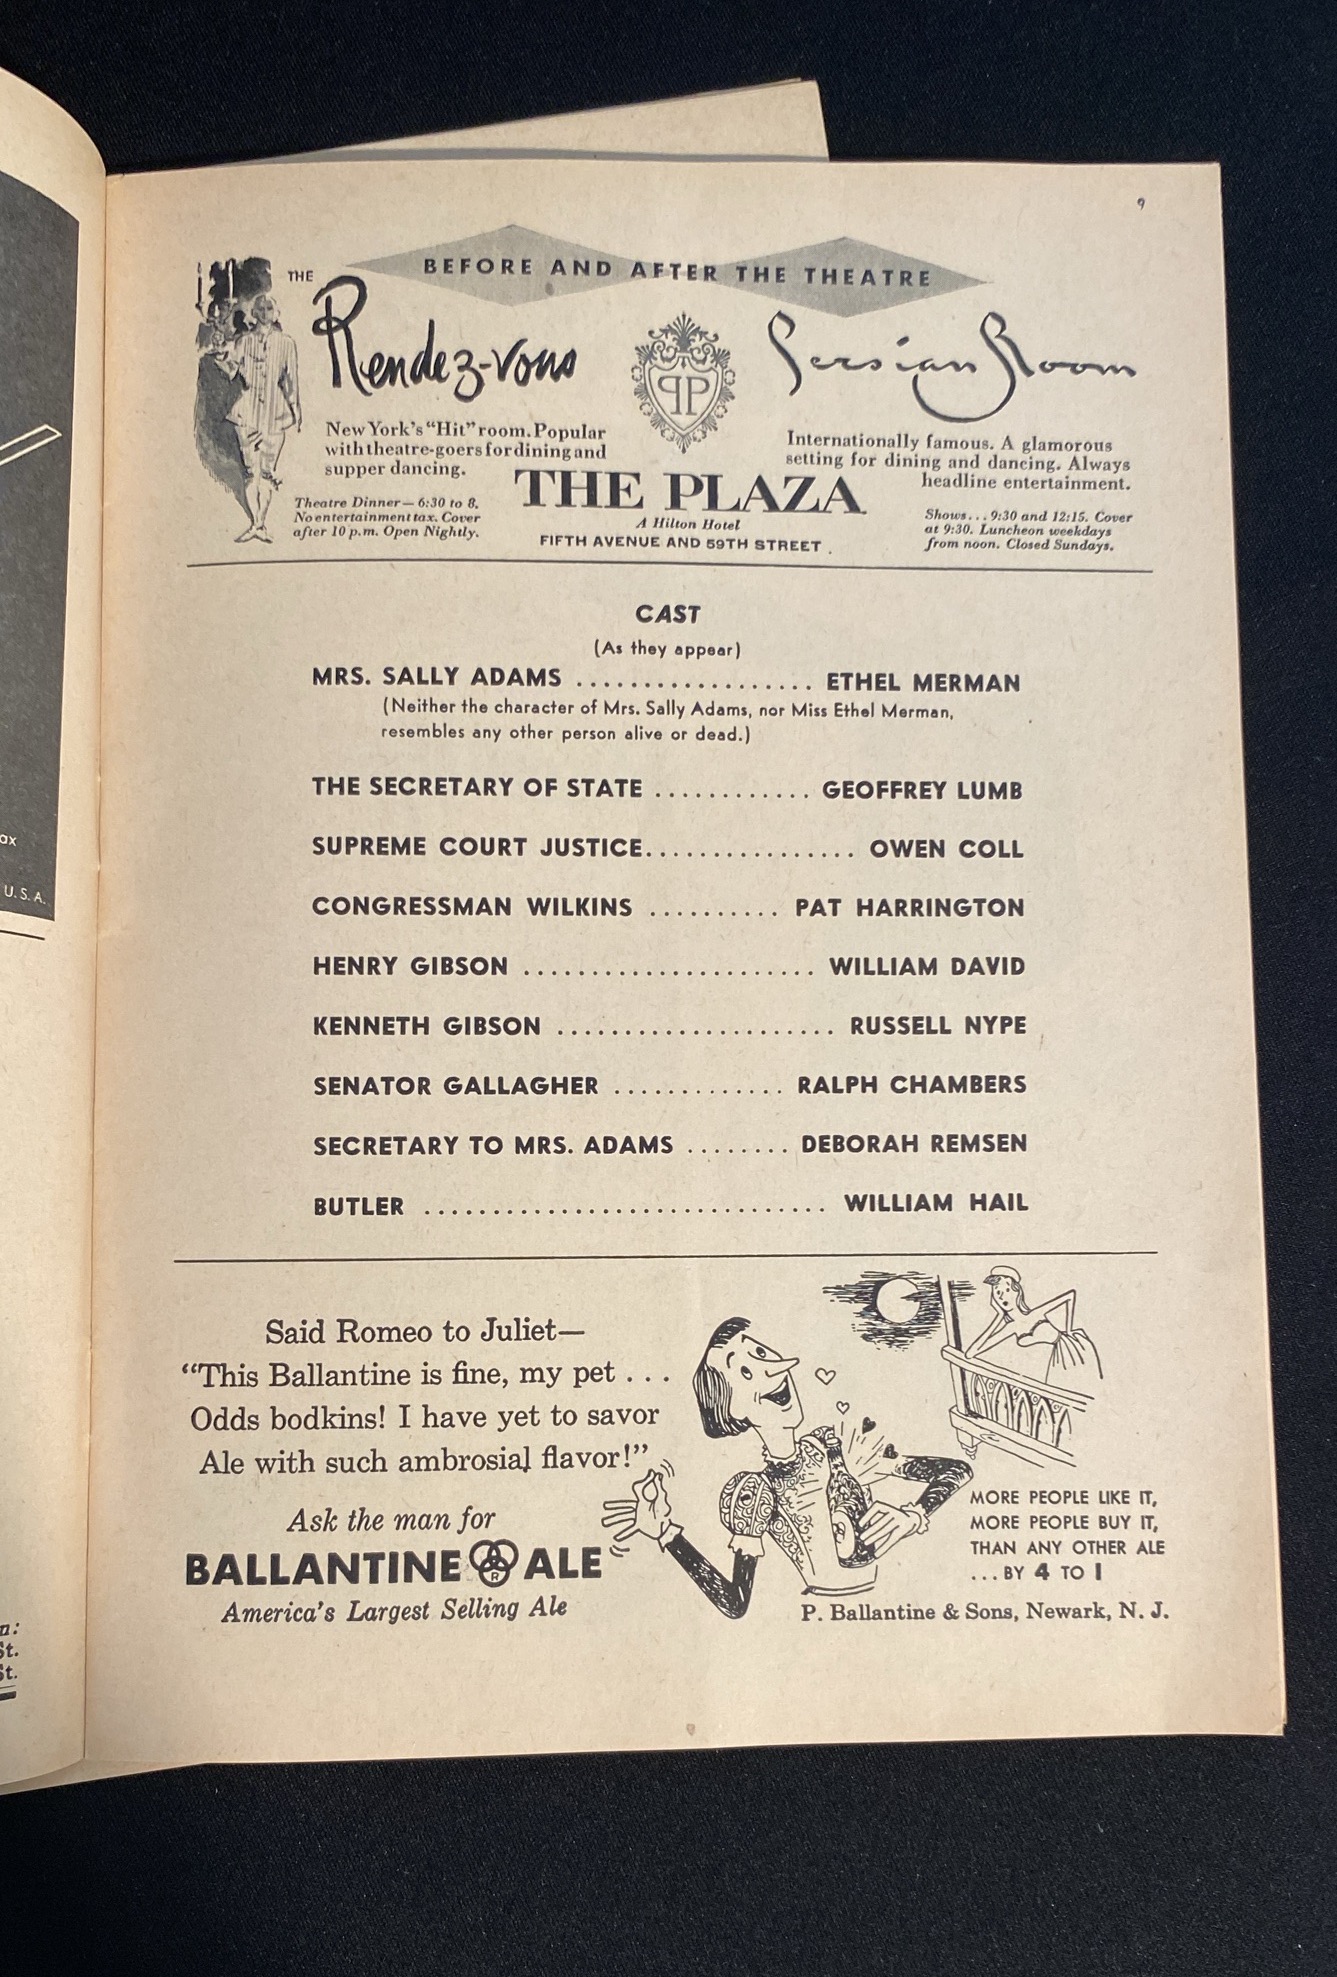 9
BEFORE AND AFTER THE THEATRE
THE
Rendez-vous
New York's "Hit" room. Popular
with theatre-goers for dining and
supper dancing.
Theatre Dinner — 6:30 to 8.
No entertainment tax. Cover
after 10 p.m. Open Nightly.
PP
THE PLAZA
A Hilton Hotel
FIFTH AVENUE AND 59TH STREET
Persian Room
Internationally famous. A glamorous
setting for dining and dancing. Always
headline entertainment.
Shows... 9:30 and 12:15. Cover
at 9:30. Luncheon weekdays
from noon. Closed Sundays.
CAST
(As they appear)
MRS. SALLY ADAMS .................. ETHEL MERMAN
(Neither the character of Mrs. Sally Adams, nor Miss Ethel Merman,
resembles any other person alive or dead.)
THE SECRETARY OF STATE ............ GEOFFREY LUMB
SUPREME COURT JUSTICE................ OWEN COLL
CONGRESSMAN WILKINS .......... PAT HARRINGTON
HENRY GIBSON ...................... WILLIAM DAVID
KENNETH GIBSON ..................... RUSSELL NYPE
SENATOR GALLAGHER ............. RALPH CHAMBERS
SECRETARY TO MRS. ADAMS ........ DEBORAH REMSEN
BUTLER .............................. WILLIAM HAIL
Said Romeo to Juliet—
"This Ballantine is fine, my pet . . .
Odds bodkins! I have yet to savor
Ale with such ambrosial flavor!"
Ask the man for
BALLANTINE ALE
R
America's Largest Selling Ale
MORE PEOPLE LIKE IT,
MORE PEOPLE BUY IT,
THAN ANY OTHER ALE
...BY 4 TO 1
P. Ballantine & Sons, Newark, N. J.
ax
U.S.A.
n:
St.
St.